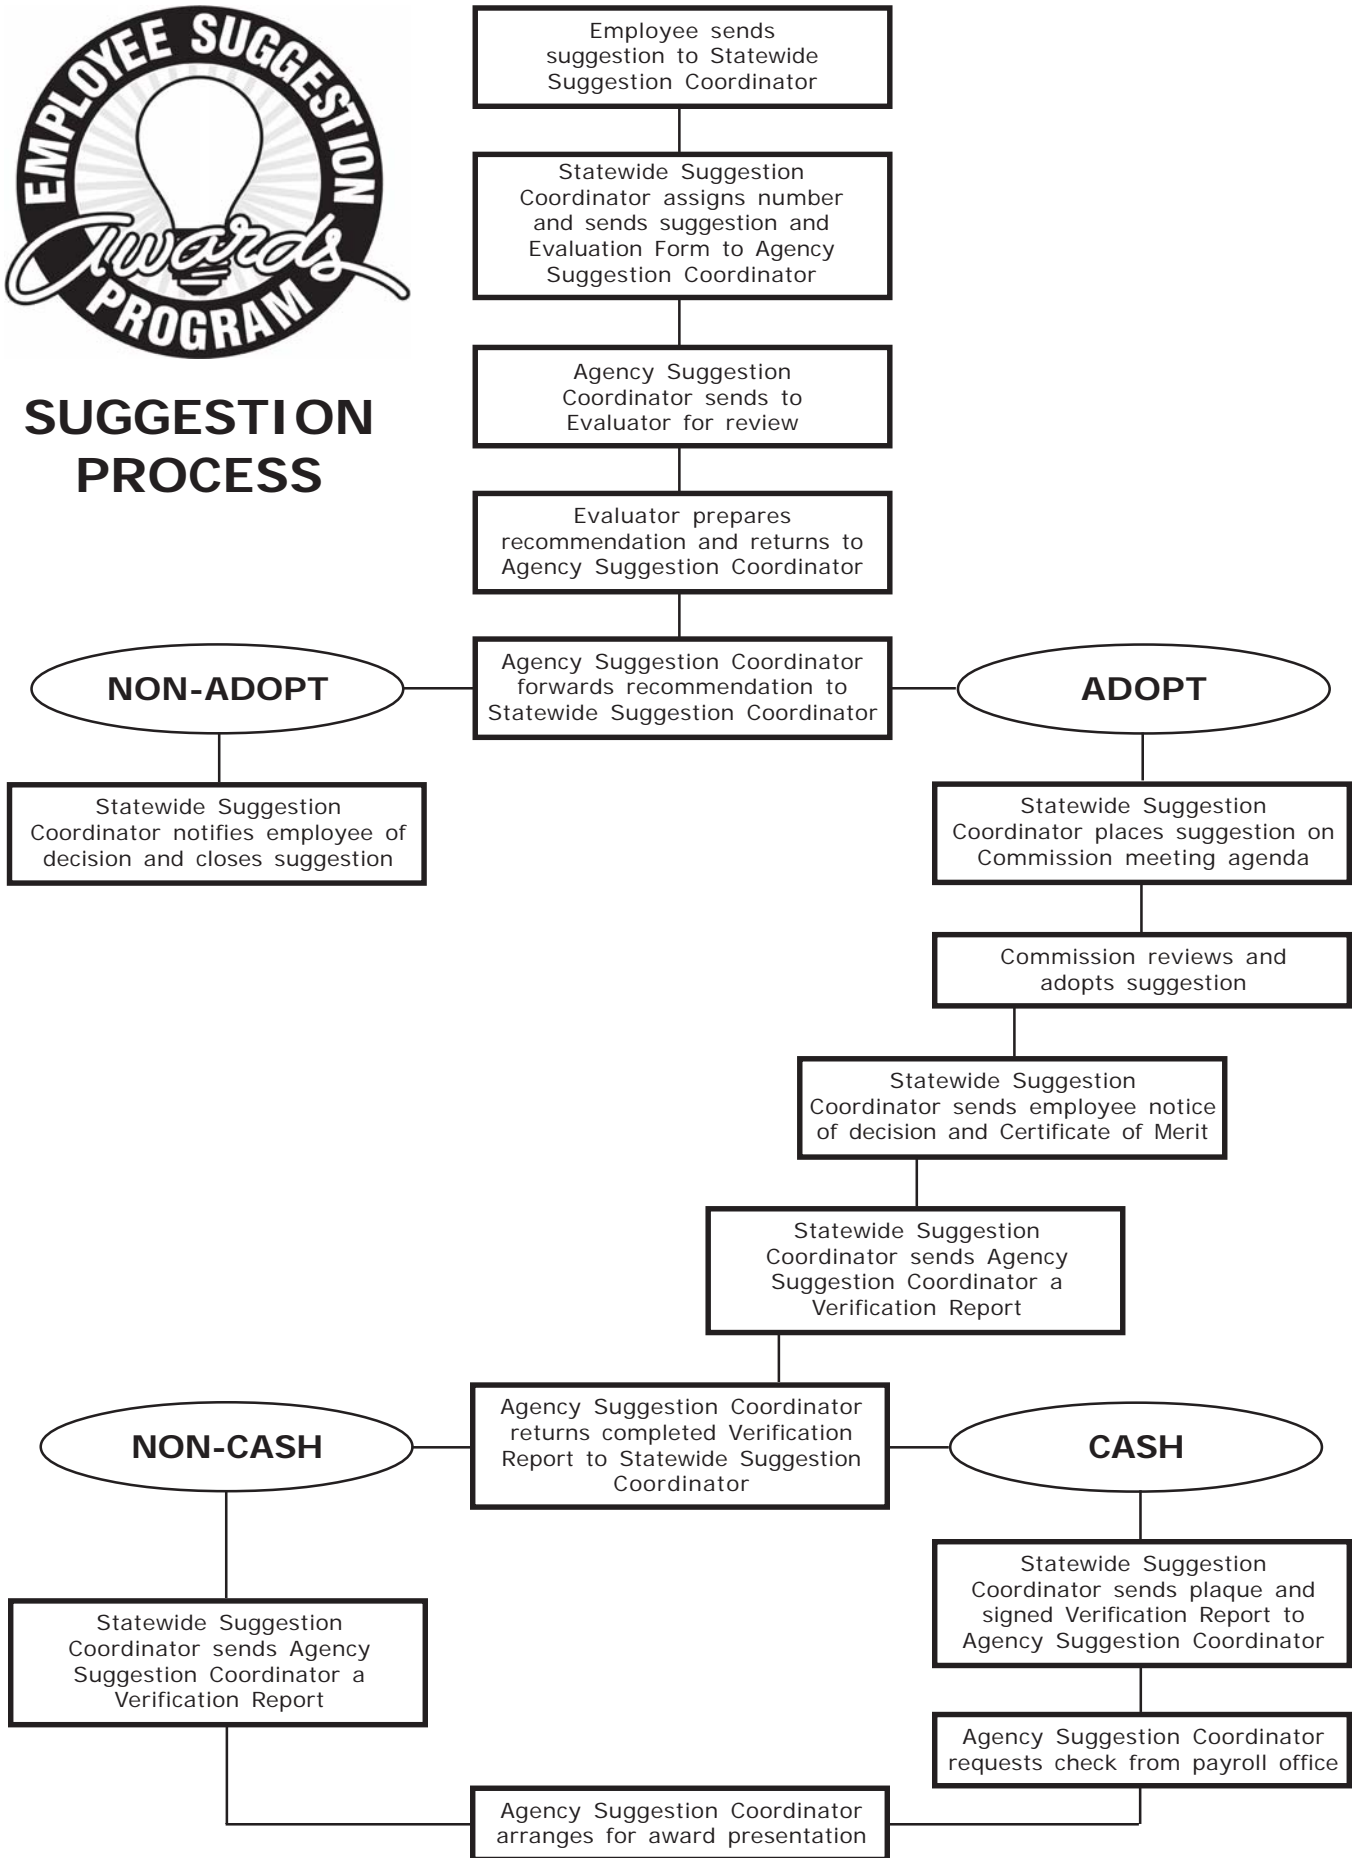 EMPLOYEE SUGGESTION
Awards
PROGRAM
SUGGESTION
PROCESS
Employee sends
suggestion to Statewide
Suggestion Coordinator
Statewide Suggestion
Coordinator assigns number
and sends suggestion and
Evaluation Form to Agency
Suggestion Coordinator
Agency Suggestion
Coordinator sends to
Evaluator for review
Evaluator prepares
recommendation and returns to
Agency Suggestion Coordinator
Agency Suggestion Coordinator
forwards recommendation to
Statewide Suggestion Coordinator
NON-ADOPT
Statewide Suggestion
Coordinator notifies employee of
decision and closes suggestion
ADOPT
Statewide Suggestion
Coordinator places suggestion on
Commission meeting agenda
Commission reviews and
adopts suggestion
Statewide Suggestion
Coordinator sends employee notice
of decision and Certificate of Merit
Statewide Suggestion
Coordinator sends Agency
Suggestion Coordinator a
Verification Report
Agency Suggestion Coordinator
returns completed Verification
Report to Statewide Suggestion
Coordinator
NON-CASH
Statewide Suggestion
Coordinator sends Agency
Suggestion Coordinator a
Verification Report
CASH
Statewide Suggestion
Coordinator sends plaque and
signed Verification Report to
Agency Suggestion Coordinator
Agency Suggestion Coordinator
requests check from payroll office
Agency Suggestion Coordinator
arranges for award presentation